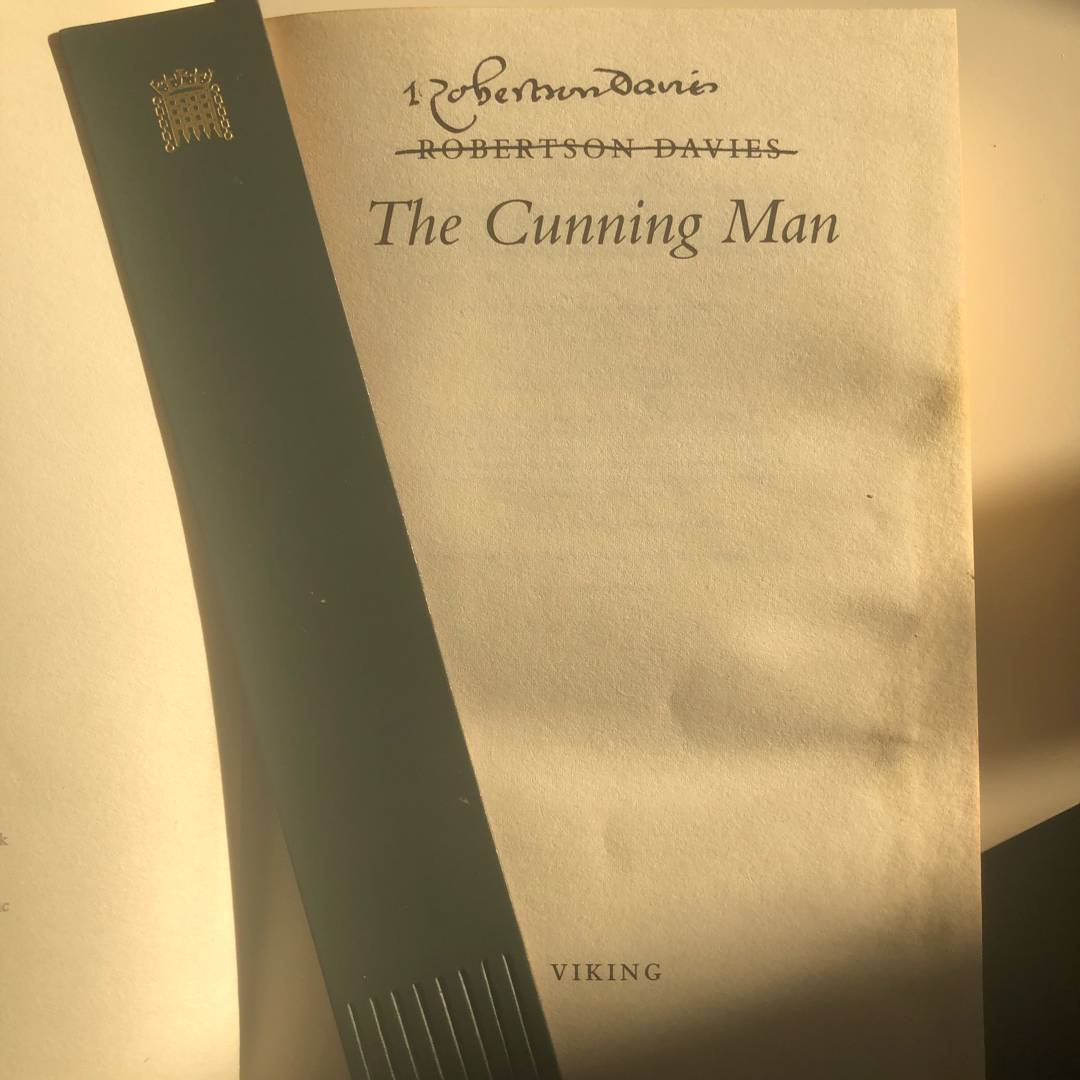 Robertson Davies
ROBERTSON DAVIES
The Cunning Man
VIKING
k
c